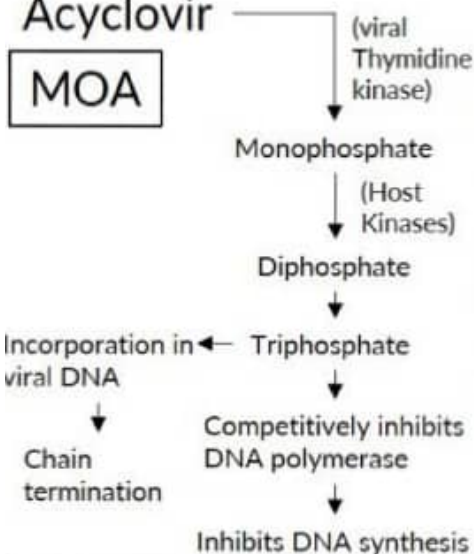 Acyclovir
MOA
(viral
Thymidine
kinase)
Monophosphate
(Host
Kinases)
Diphosphate
Triphosphate
Incorporation in
viral DNA
Chain
termination
Competitively inhibits
DNA polymerase
Inhibits DNA synthesis